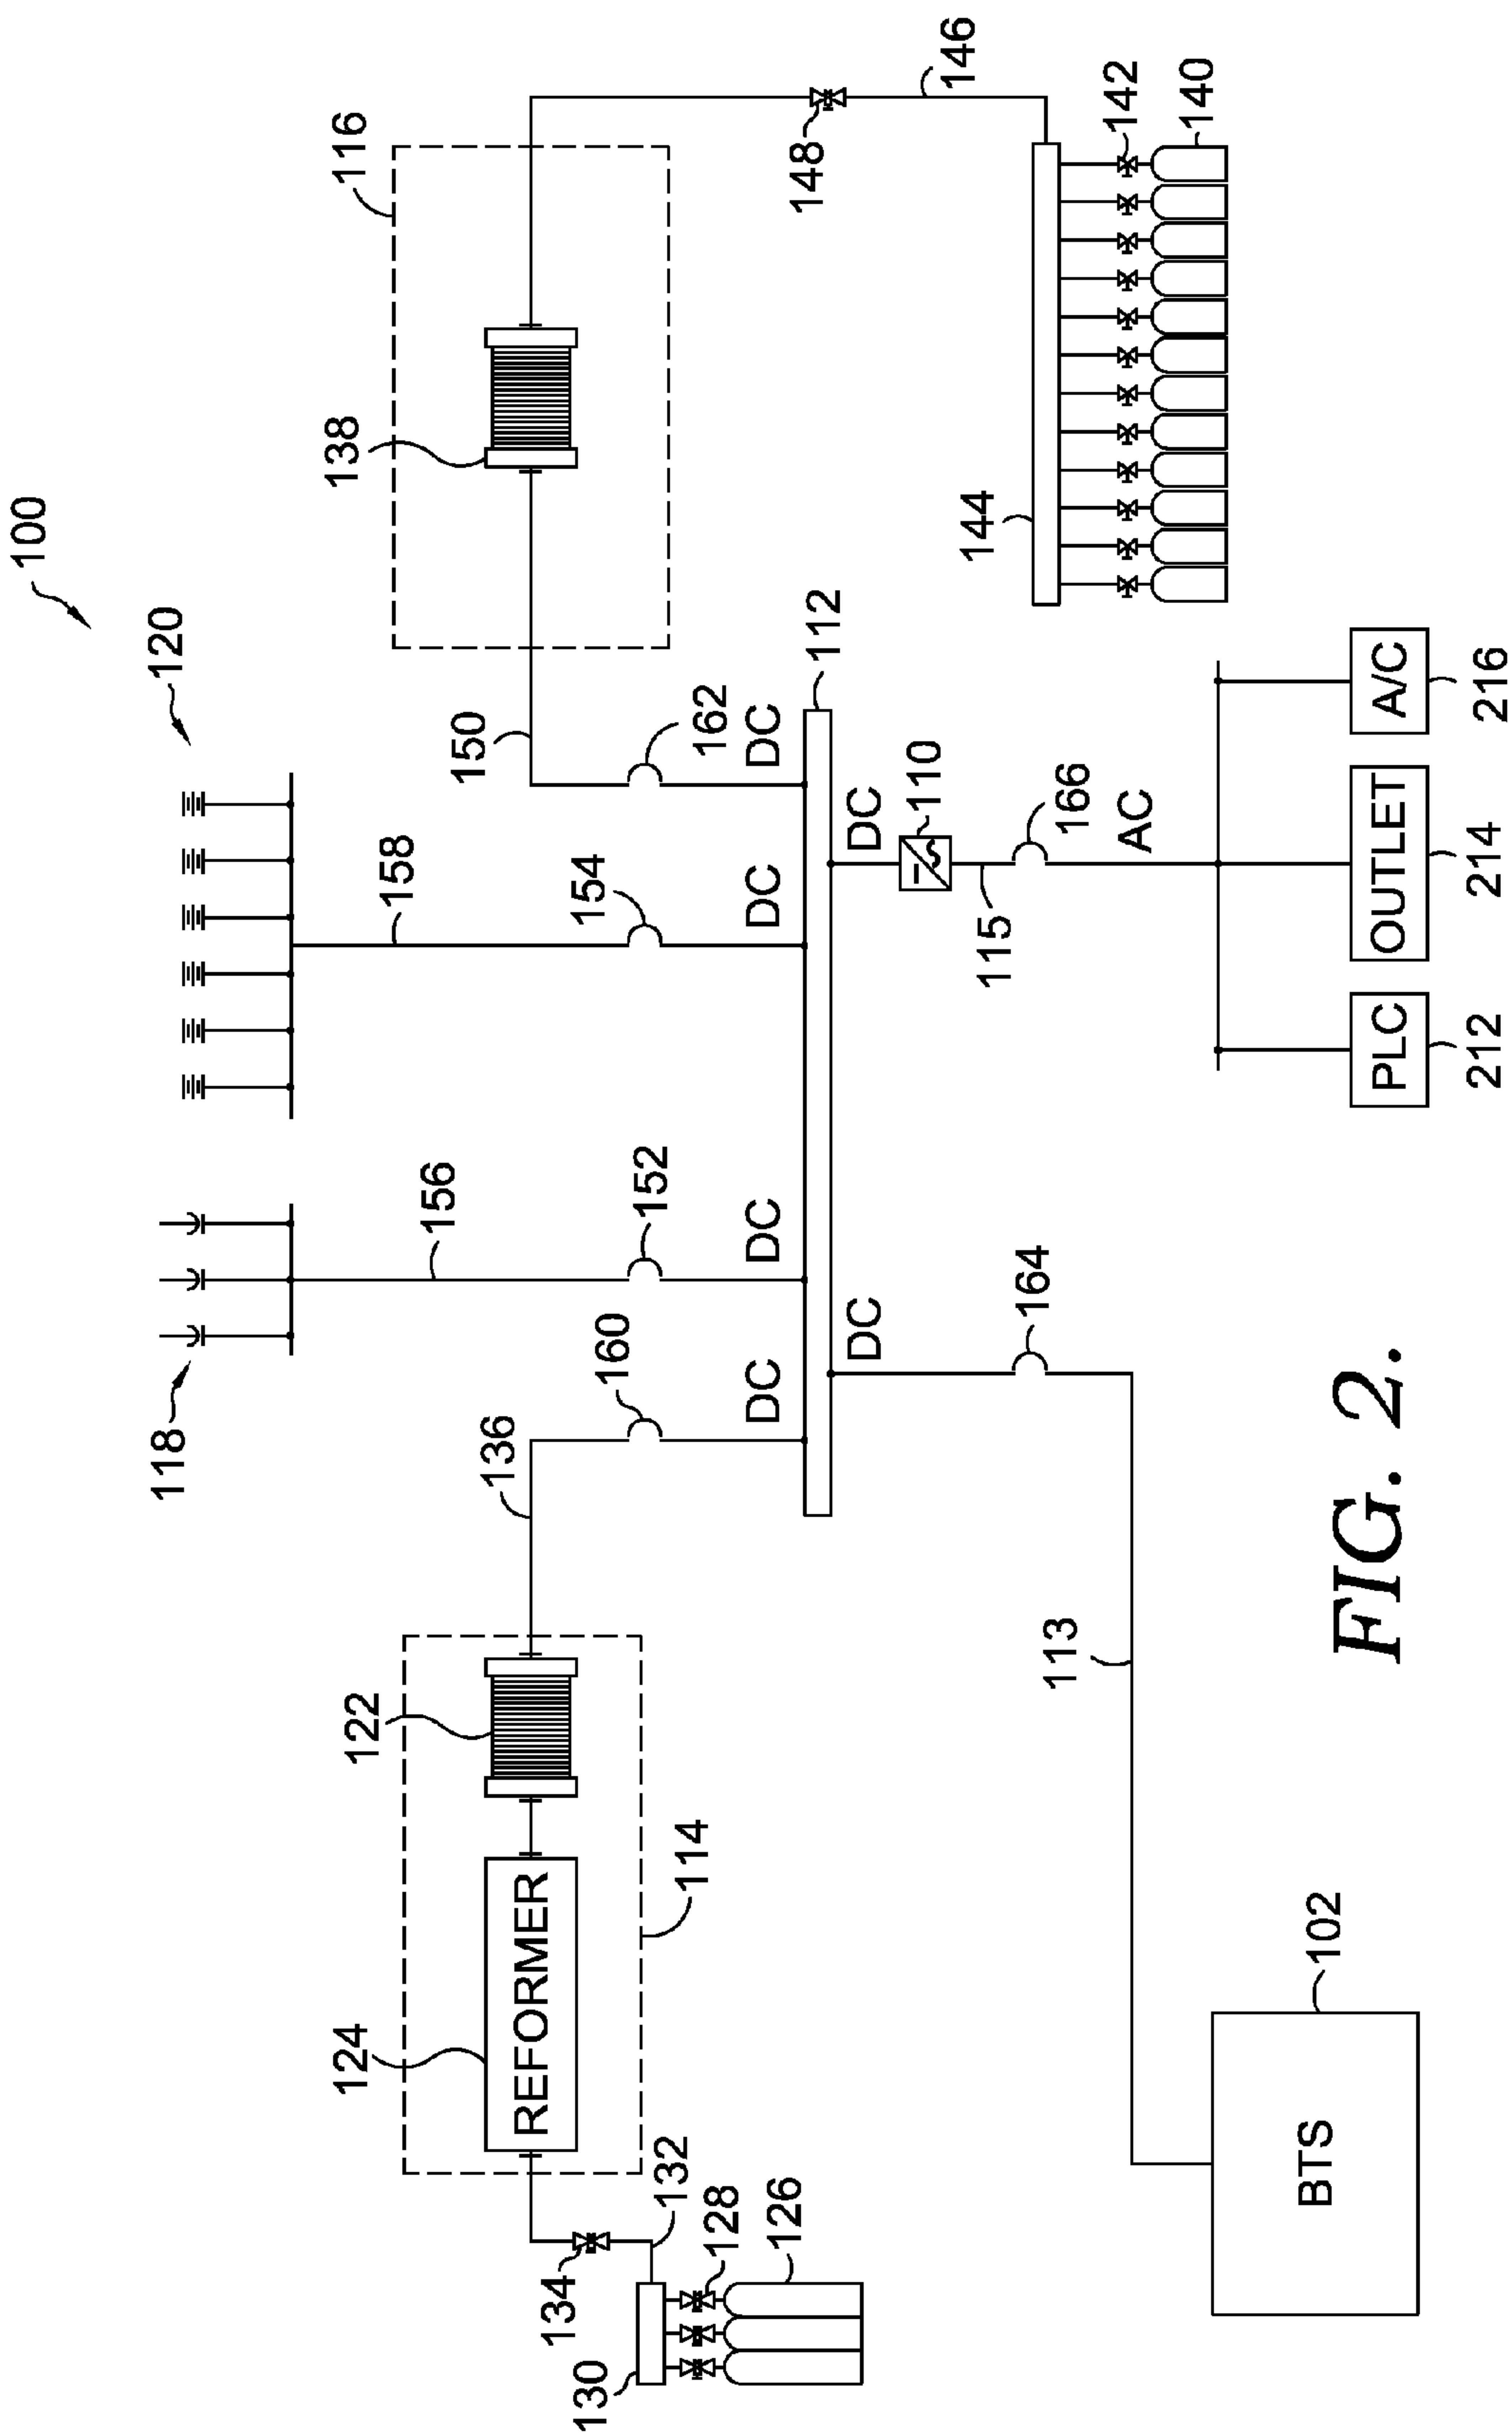 100
120
118
116
138
124
122
150
158
156
136
162
154
152
160
148
146
DC
DC
DC
DC
112
114
134
132
130
128
126
DC
DC
110
144
142
140
115
166
164
AC
113
102
REFORMER
BTS
PLC
OUTLET
A/C
212
214
216
FIG. 2.